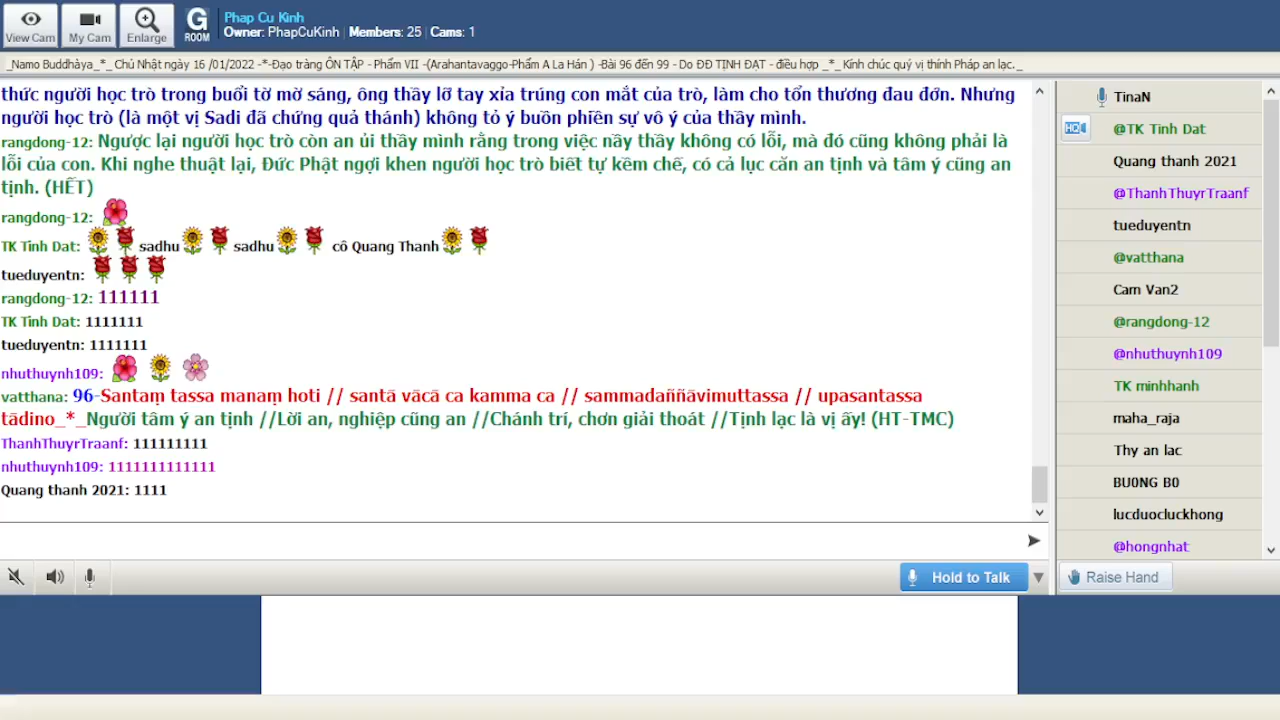 View Cam
My Cam
Enlarge
G
ROOM
Phap Cu Kinh
Owner: PhapCuKinh | Members: 25 | Cams: 1
_Namo Buddhàya_*_ Chủ Nhật ngày 16 /01/2022 -*-Đạo tràng ÔN TẬP - Phẩm VII -(Arahantavaggo-Phẩm A La Hán ) -Bài 96 đến 99 - Do ĐĐ TỊNH ĐẠT - điều hợp _*_ Kính chúc quý vị thính Pháp an lạc._
thức người học trò trong buổi tờ mờ sáng, ông thầy lỡ tay xỉa trúng con mắt của trò, làm cho tổn thương đau đớn. Nhưng
người học trò (là một vị Sadi đã chứng quả thánh) không tỏ ý buồn phiền sự vô ý của thầy mình.
rangdong-12: Ngược lại người học trò còn an ủi thầy mình rằng trong việc nầy thầy không có lỗi, mà đó cũng không phải là
lỗi của con. Khi nghe thuật lại, Đức Phật ngợi khen người học trò biết tự kềm chế, có cả lục căn an tịnh và tâm ý cũng an
tịnh. (HẾT)
rangdong-12:
TK Tinh Dat: sadhu sadhu cô Quang Thanh
tueduyentn:
rangdong-12: 111111
TK Tinh Dat: 1111111
tueduyentn: 1111111
nhuthuynh109:
vatthana: 96-Santaṃ tassa manaṃ hoti // santā vācā ca kamma ca // sammadaññāvimuttassa // upasantassa
tādino_*_Người tâm ý an tịnh //Lời an, nghiệp cũng an //Chánh trí, chơn giải thoát //Tịnh lạc là vị ấy! (HT-TMC)
ThanhThuyrTraanf: 111111111
nhuthuynh109: 1111111111111
Quang thanh 2021: 1111
Hold to Talk
TinaN
HQ
@TK Tinh Dat
Quang thanh 2021
@ThanhThuyrTraanf
tueduyentn
@vatthana
Cam Van2
@rangdong-12
@nhuthuynh109
TK minhhanh
maha_raja
Thy an lac
BU0NG B0
lucduocluckhong
@hongnhat
Raise Hand